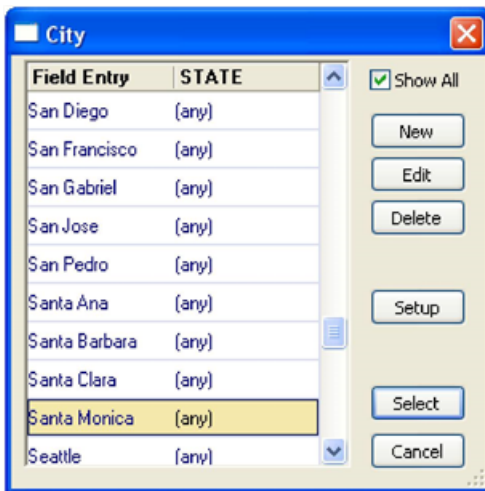 City
Field Entry STATE
Show All
San Diego (any)
San Francisco (any)
New
San Gabriel (any)
Edit
San Jose (any)
Delete
San Pedro (any)
Santa Ana (any)
Setup
Santa Barbara (any)
Santa Clara (any)
Select
Santa Monica (any)
Seattle (any)
Cancel